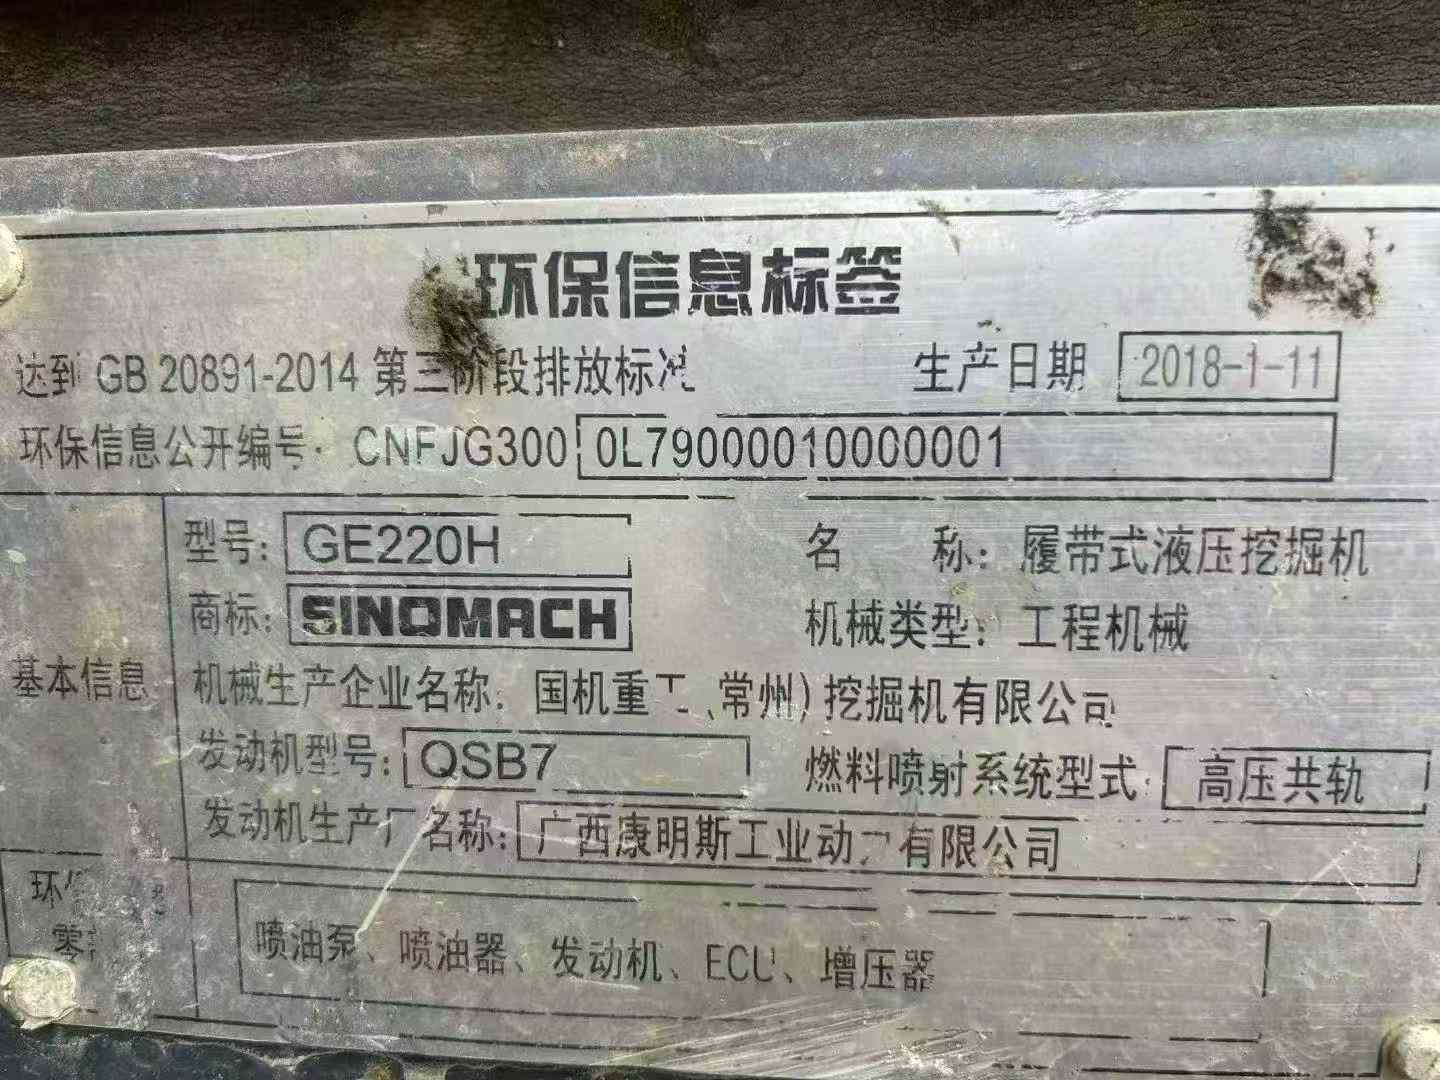 环保信息标签
达到 GB 20891-2014 第三阶段排放标准 生产日期 2018-1-11
环保信息公开编号: CNFJG300 0L79000010000001
型号: GE220H 名 称: 履带式液压挖掘机
商标: SINOMACH 机械类型: 工程机械
基本信息 机械生产企业名称: 国机重工(常州)挖掘机有限公司
发动机型号: QSB7 燃料喷射系统型式: 高压共轨
发动机生产厂名称: 广西康明斯工业动力有限公司
环
零
喷油泵、喷油器、发动机、ECU、增压器